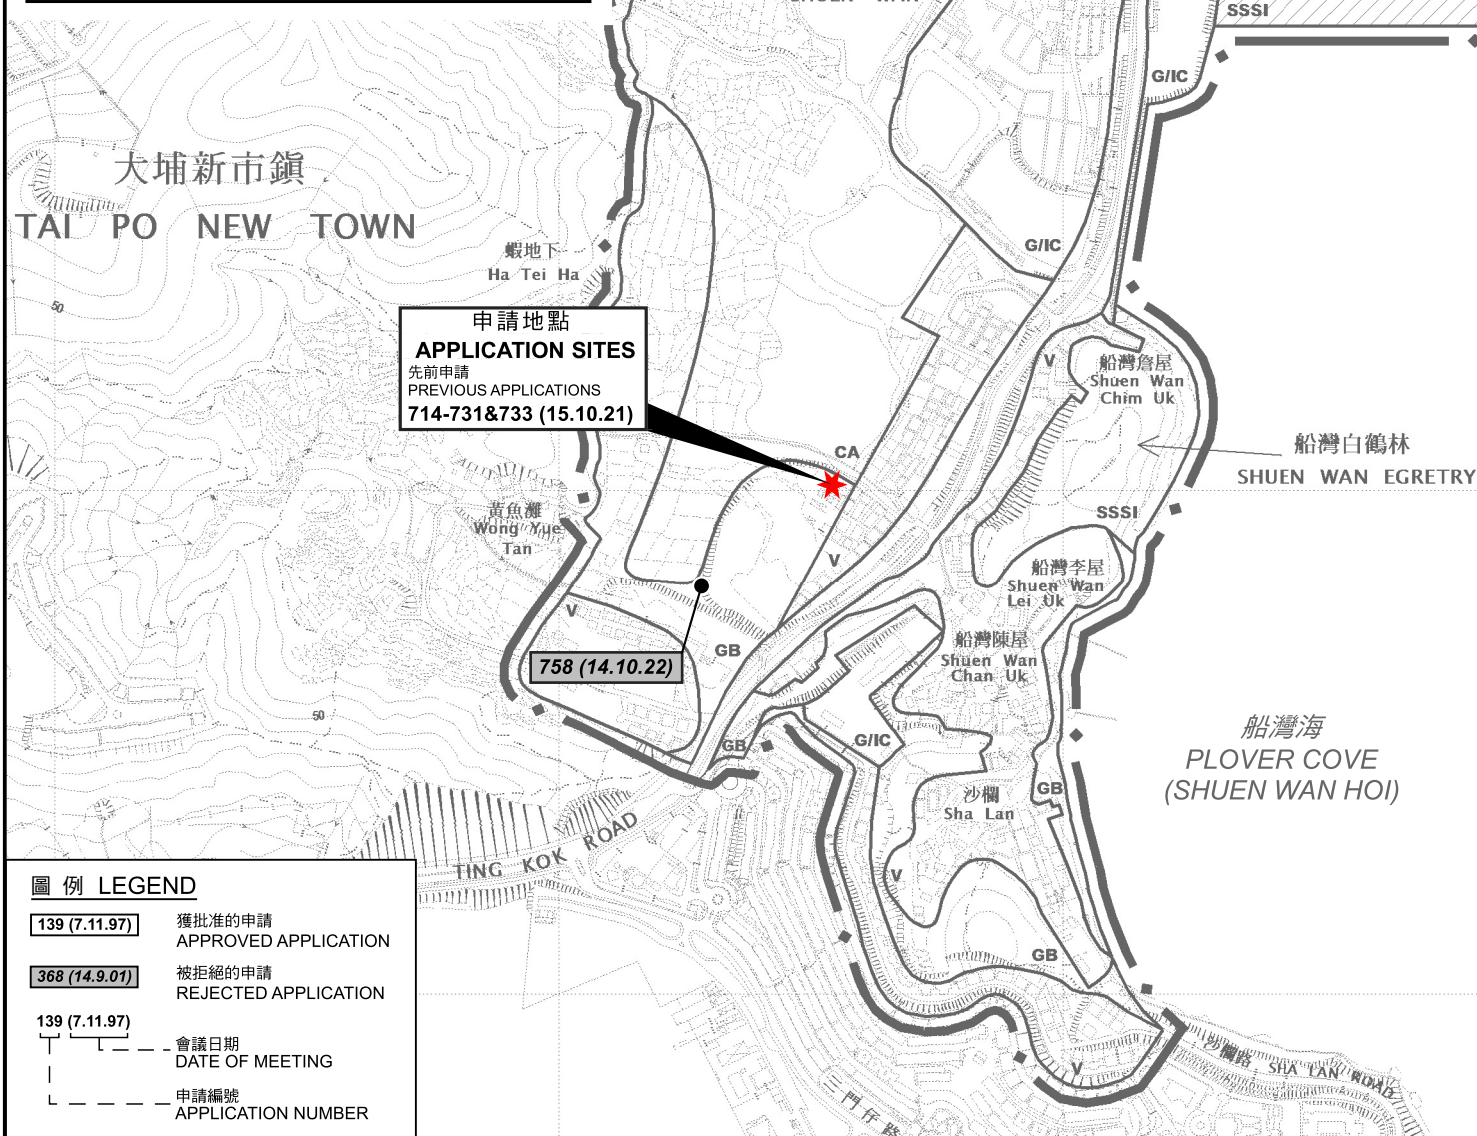 SSSI
G/IC
大埔新市鎮
TAI PO NEW TOWN
蝦地下
Ha Tei Ha
G/IC
50
申請地點
APPLICATION SITES
先前申請
PREVIOUS APPLICATIONS
714-731&733 (15.10.21)
V
船灣詹屋
Shuen Wan
Chim Uk
CA
船灣白鶴林
SHUEN WAN EGRETRY
SSSI
黃魚灘
Wong Yue
Tan
V
船灣李屋
Shuen Wan
Lei Uk
V
GB
758 (14.10.22)
船灣陳屋
Shuen Wan
Chan Uk
50
GB
G/IC
船灣海
PLOVER COVE
(SHUEN WAN HOI)
沙欄
Sha Lan
GB
TING KOK ROAD
V
GB
V
沙欄路 SHA LAN ROAD
三門仔路
圖例 LEGEND
139 (7.11.97)
獲批准的申請
APPROVED APPLICATION
368 (14.9.01)
被拒絕的申請
REJECTED APPLICATION
139 (7.11.97)
會議日期
DATE OF MEETING
申請編號
APPLICATION NUMBER